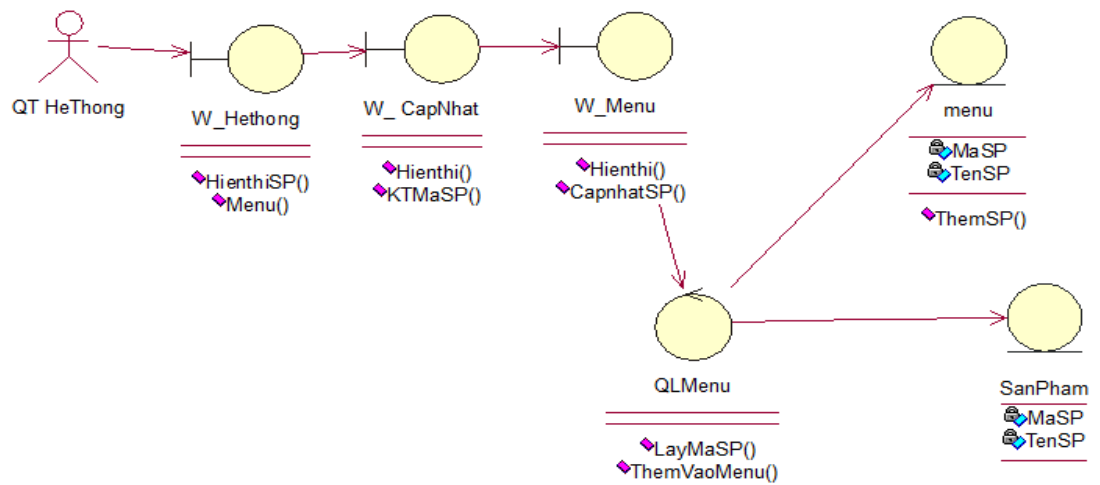 QT HeThong
W_Hethong
HienthiSP()
Menu()
W_ CapNhat
Hienthi()
KTMaSP()
W_Menu
Hienthi()
CapnhatSP()
menu
MaSP
TenSP
ThemSP()
QLMenu
LayMaSP()
ThemVaoMenu()
SanPham
MaSP
TenSP